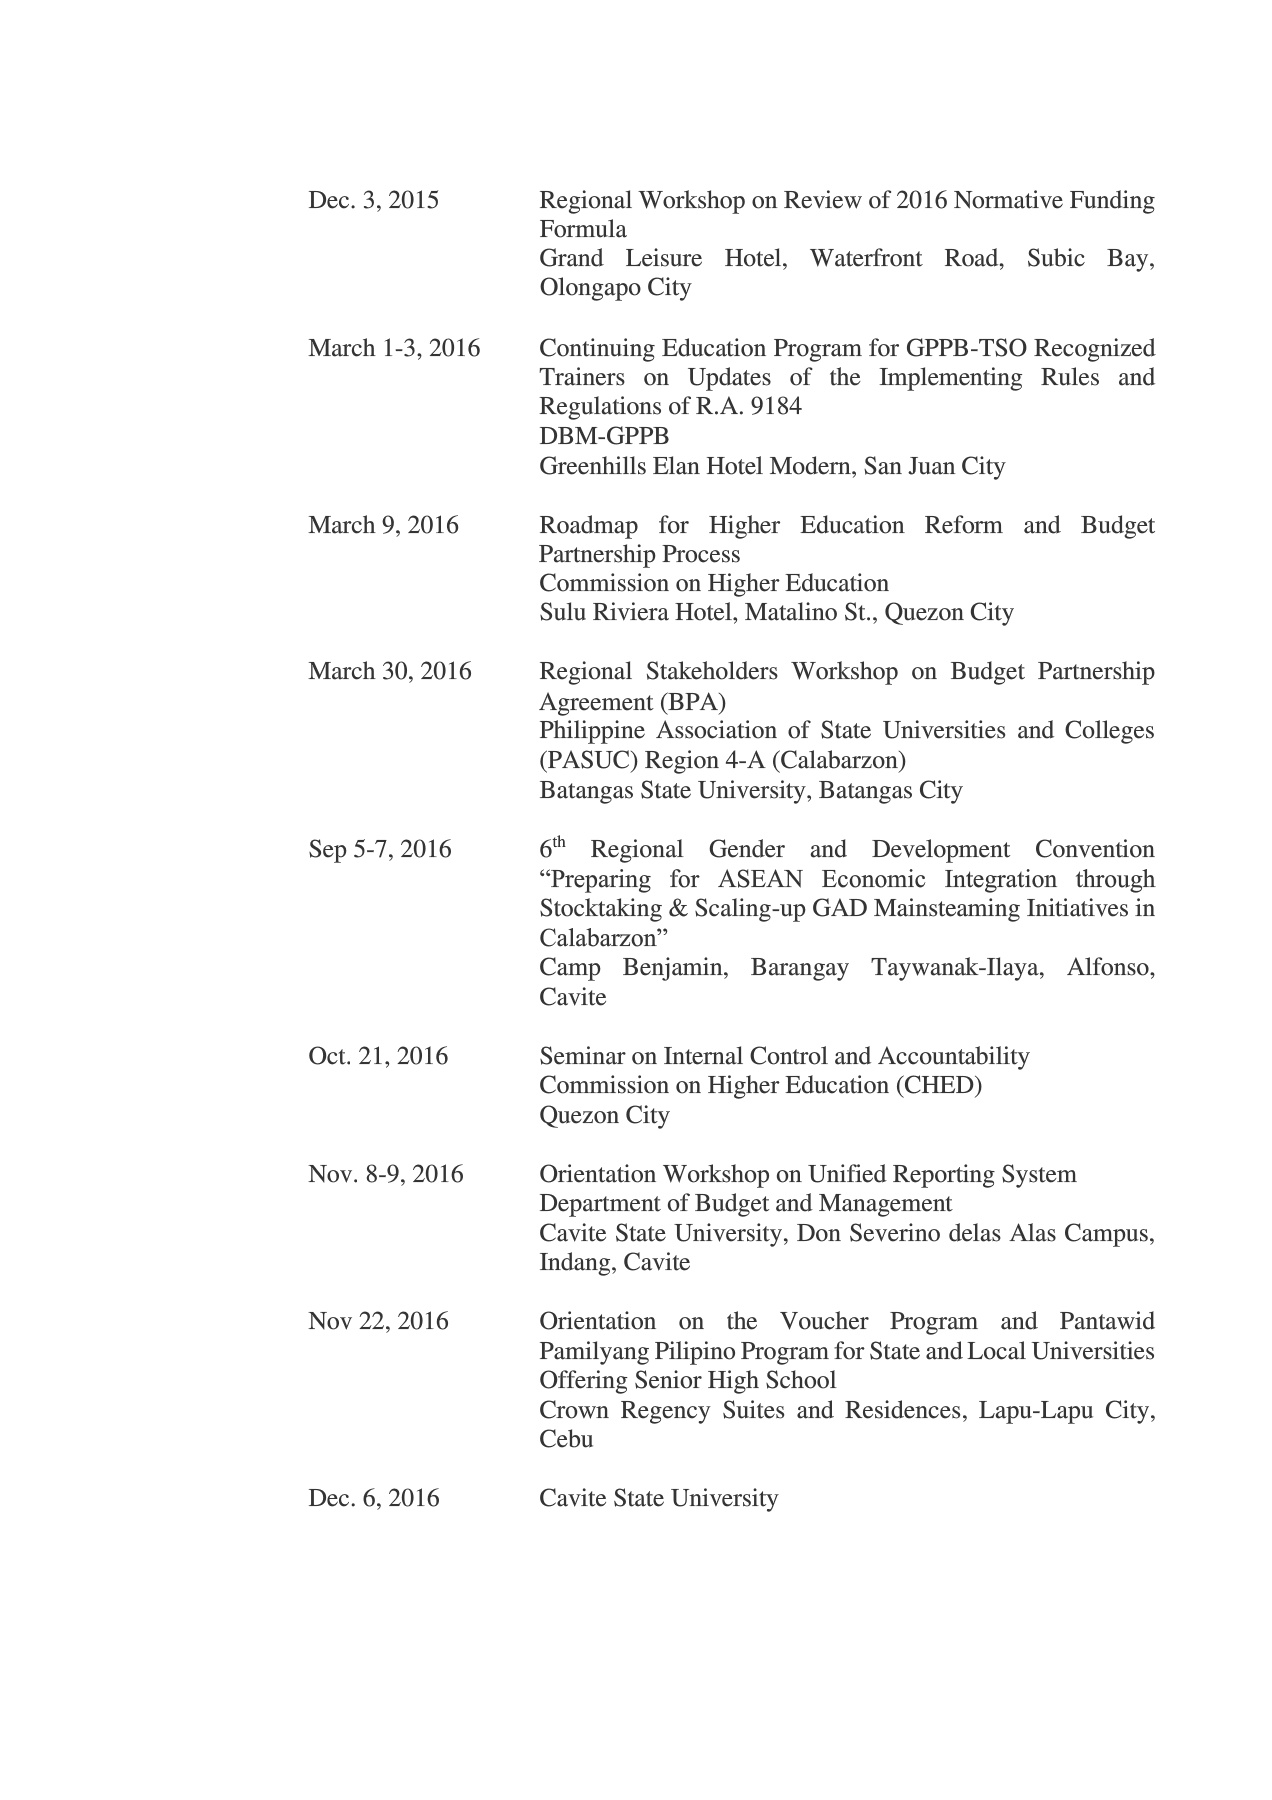 Dec. 3, 2015 Regional Workshop on Review of 2016 Normative Funding
Formula
Grand Leisure Hotel, Waterfront Road, Subic Bay,
Olongapo City
March 1-3, 2016 Continuing Education Program for GPPB-TSO Recognized
Trainers on Updates of the Implementing Rules and
Regulations of R.A. 9184
DBM-GPPB
Greenhills Elan Hotel Modern, San Juan City
March 9, 2016 Roadmap for Higher Education Reform and Budget
Partnership Process
Commission on Higher Education
Sulu Riviera Hotel, Matalino St., Quezon City
March 30, 2016 Regional Stakeholders Workshop on Budget Partnership
Agreement (BPA)
Philippine Association of State Universities and Colleges
(PASUC) Region 4-A (Calabarzon)
Batangas State University, Batangas City
Sep 5-7, 2016 6th Regional Gender and Development Convention
“Preparing for ASEAN Economic Integration through
Stocktaking & Scaling-up GAD Mainsteaming Initiatives in
Calabarzon”
Camp Benjamin, Barangay Taywanak-Ilaya, Alfonso,
Cavite
Oct. 21, 2016 Seminar on Internal Control and Accountability
Commission on Higher Education (CHED)
Quezon City
Nov. 8-9, 2016 Orientation Workshop on Unified Reporting System
Department of Budget and Management
Cavite State University, Don Severino delas Alas Campus,
Indang, Cavite
Nov 22, 2016 Orientation on the Voucher Program and Pantawid
Pamilyang Pilipino Program for State and Local Universities
Offering Senior High School
Crown Regency Suites and Residences, Lapu-Lapu City,
Cebu
Dec. 6, 2016 Cavite State University